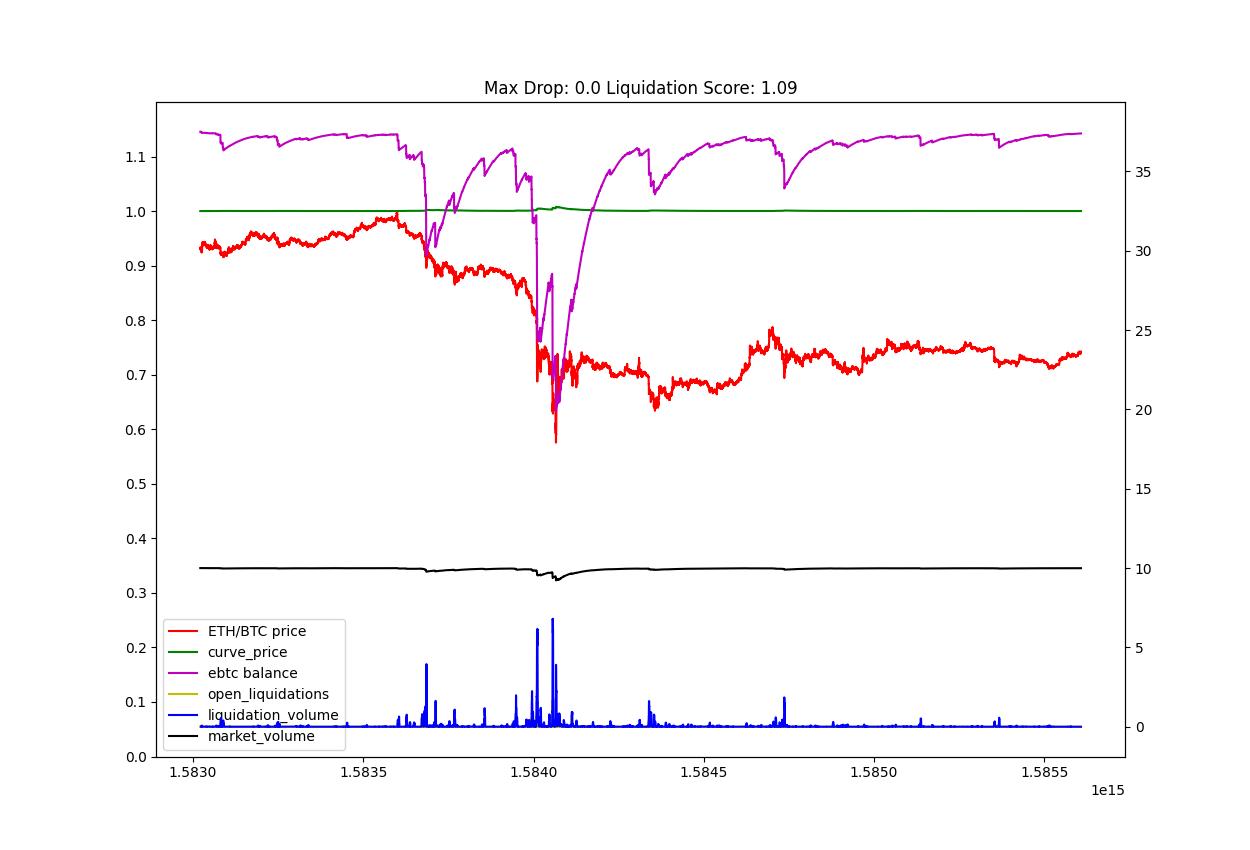 Max Drop: 0.0 Liquidation Score: 1.09
1.1
1.0
0.9
0.8
0.7
0.6
0.5
0.4
0.3
0.2
0.1
0.0
35
30
25
20
15
10
5
0
ETH/BTC price
curve_price
ebtc balance
open_liquidations
liquidation_volume
market_volume
1.5830 1.5835 1.5840 1.5845 1.5850 1.5855
1e15